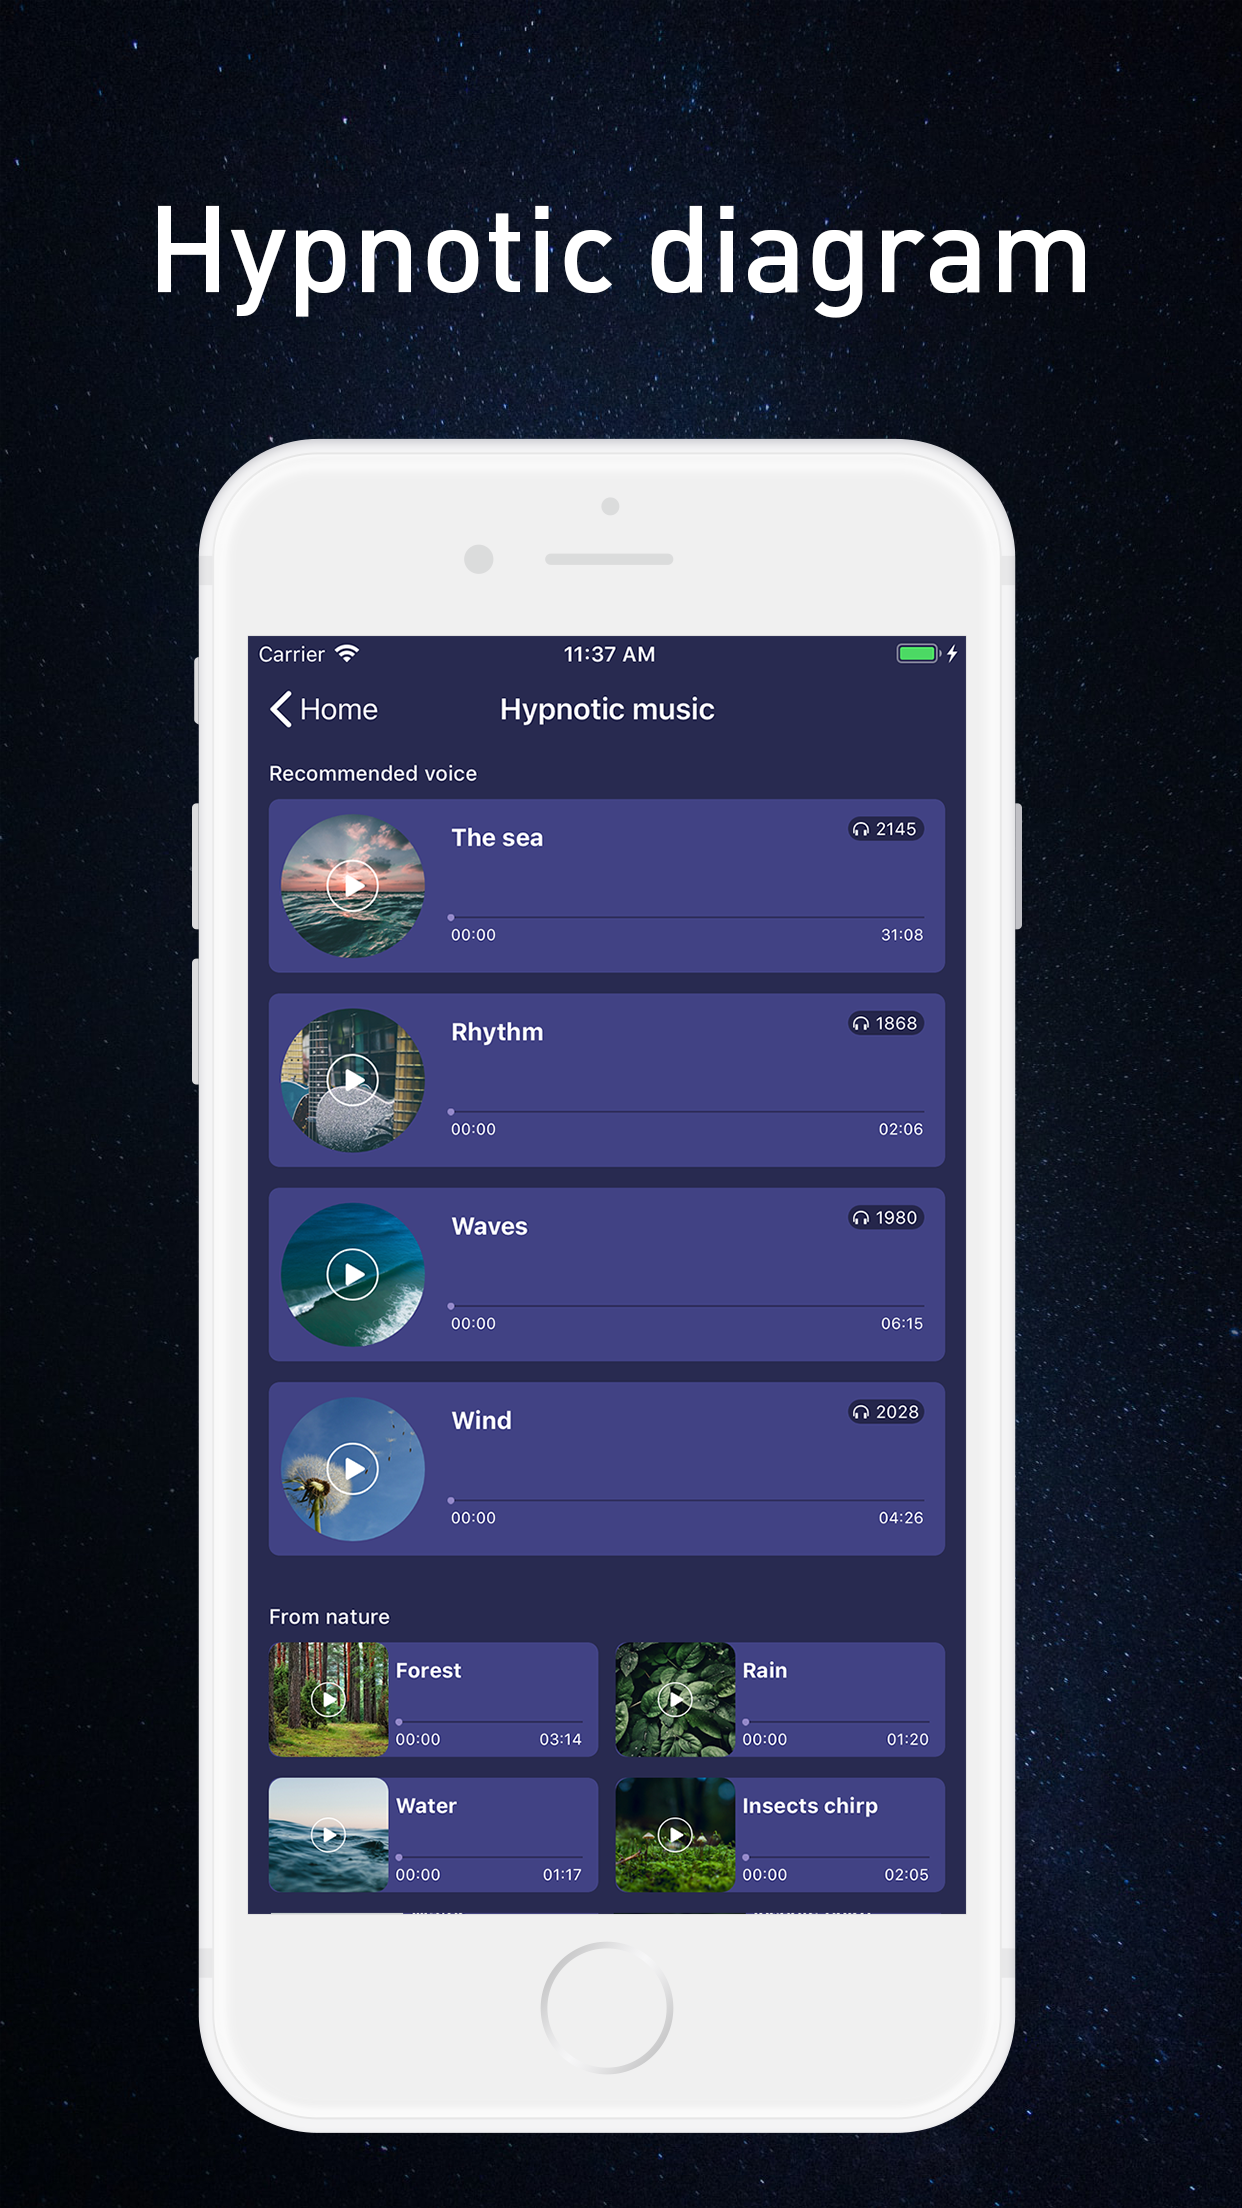 Hypnotic diagram
Carrier 11:37 AM
Home Hypnotic music
Recommended voice
The sea 2145
00:00 31:08
Rhythm 1868
00:00 02:06
Waves 1980
00:00 06:15
Wind 2028
00:00 04:26
From nature
Forest Rain
00:00 03:14 00:00 01:20
Water Insects chirp
00:00 01:17 00:00 02:05